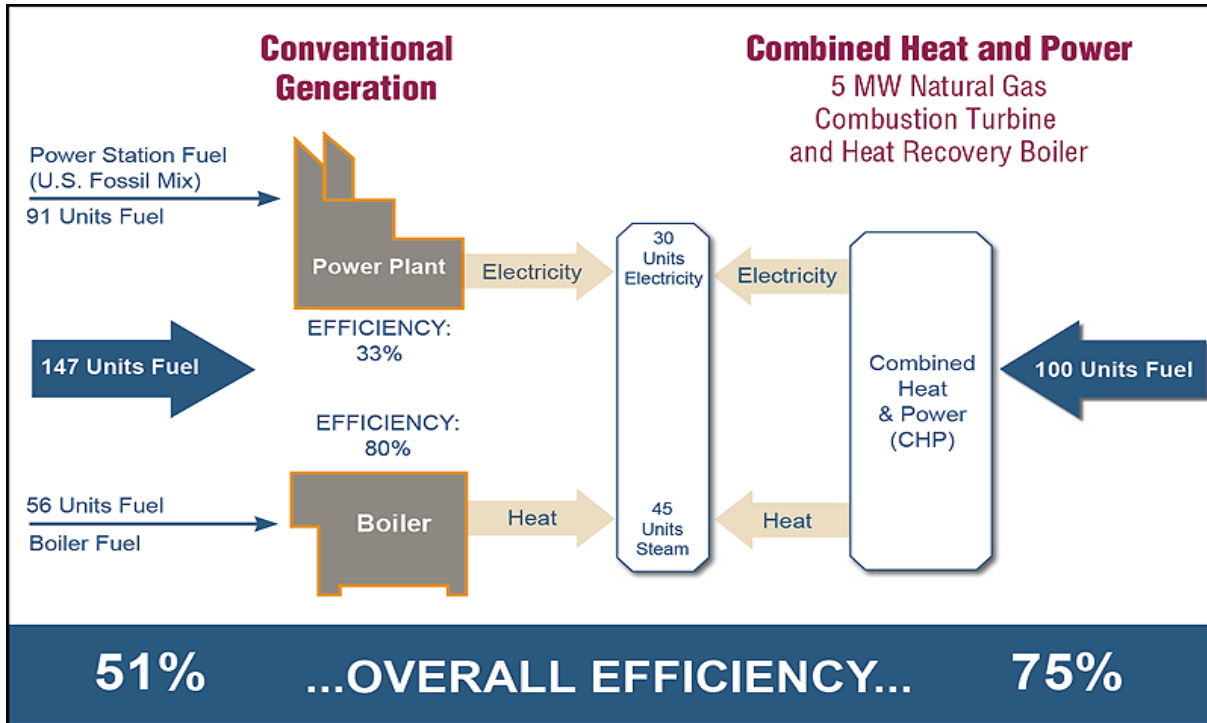 Conventional
Generation
Combined Heat and Power
5 MW Natural Gas
Combustion Turbine
and Heat Recovery Boiler
Power Station Fuel
(U.S. Fossil Mix)
91 Units Fuel
Power Plant
Electricity
30
Units
Electricity
Electricity
EFFICIENCY:
33%
147 Units Fuel
Combined
Heat
& Power
(CHP)
100 Units Fuel
EFFICIENCY:
80%
56 Units Fuel
Boiler Fuel
Boiler
Heat
45
Units
Steam
Heat
51%
...OVERALL EFFICIENCY...
75%